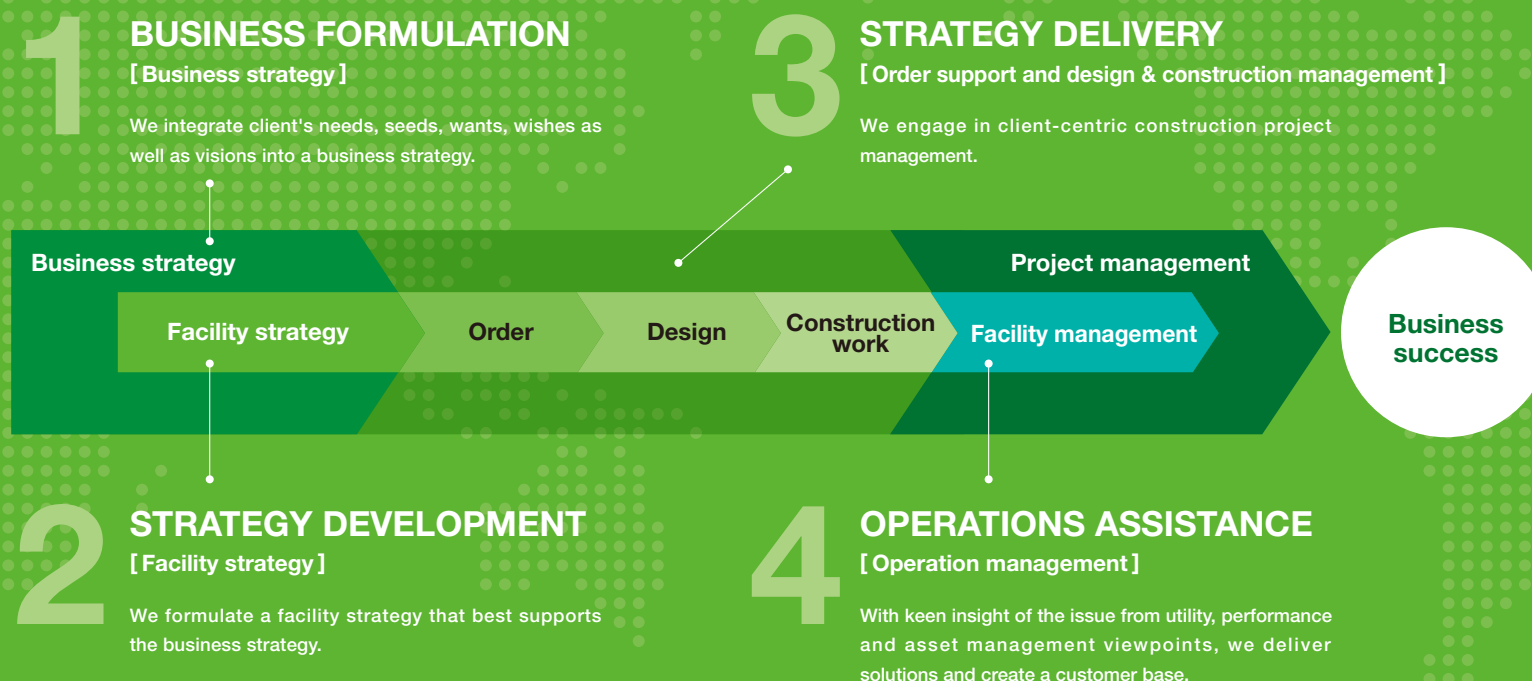 1
BUSINESS FORMULATION
[ Business strategy ]
We integrate client's needs, seeds, wants, wishes as
well as visions into a business strategy.
3
STRATEGY DELIVERY
[ Order support and design & construction management ]
We engage in client-centric construction project
management.
Business strategy
Project management
Facility strategy
Order
Design
Construction
work
Facility management
Business
success
2
STRATEGY DEVELOPMENT
[ Facility strategy ]
We formulate a facility strategy that best supports
the business strategy.
4
OPERATIONS ASSISTANCE
[ Operation management ]
With keen insight of the issue from utility, performance
and asset management viewpoints, we deliver
solutions and create a customer base.